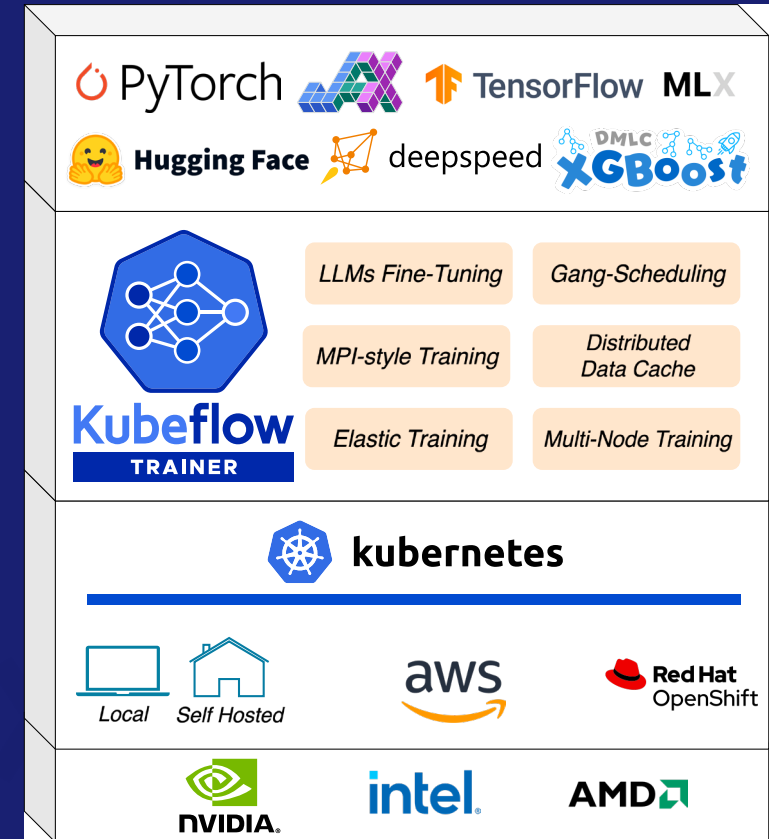 PyTorch JAX TensorFlow MLX
Hugging Face deepspeed DMLC
XGBoost
LLMs Fine-Tuning Gang-Scheduling
MPI-style Training Distributed
Data Cache
Kubeflow
TRAINER
Elastic Training Multi-Node Training
kubernetes
Local Self Hosted
aws
Red Hat
OpenShift
NVIDIA.
intel.
AMD